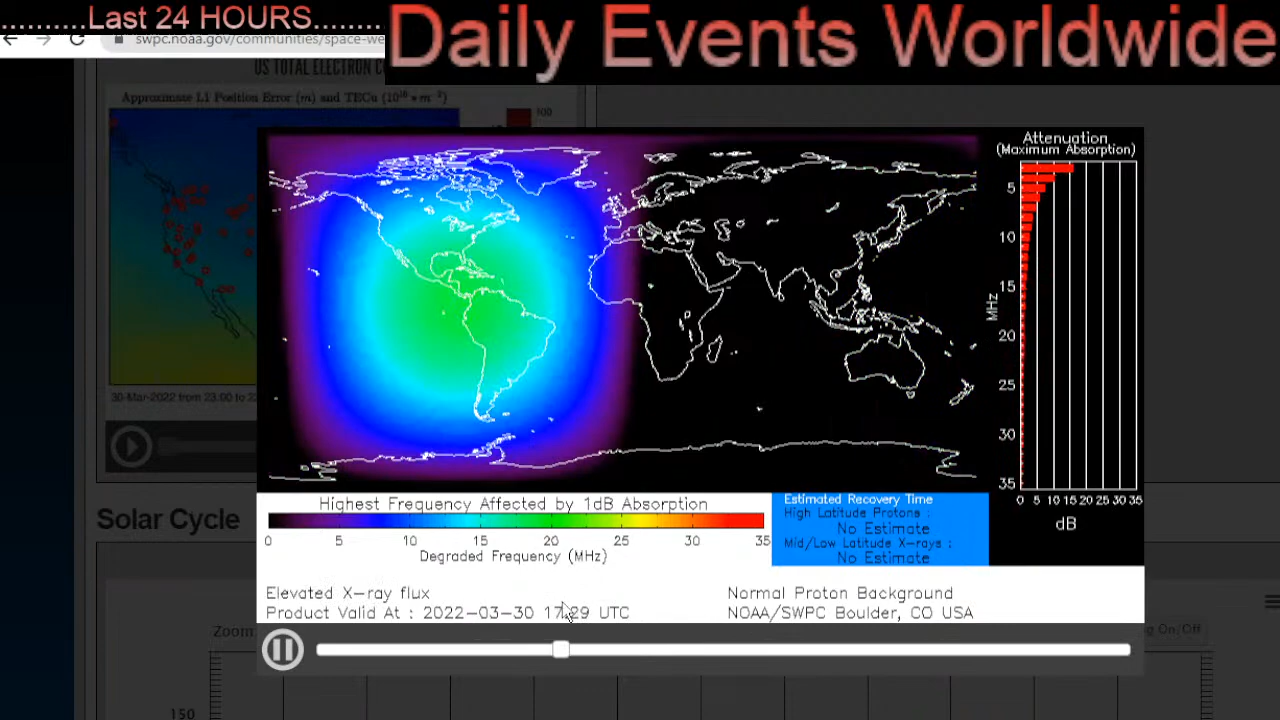 ..........Last 24 HOURS..........
Daily Events Worldwide
swpc.noaa.gov/communities/space-we
US TOTAL ELECTRON
Approximate L1 Position Error (m) and TECu (10¹⁶ * m⁻²)
Attenuation
(Maximum Absorption)
5
10
15
20
25
30
35
MHz
0 5 10 15 20 25 30 35
dB
30-Mar-2022 from 23:00 to
Highest Frequency Affected by 1dB Absorption
0 5 10 15 20 25 30 35
Degraded Frequency (MHz)
Estimated Recovery Time
High Latitude Protons :
No Estimate
Mid/Low Latitude X-rays :
No Estimate
Solar Cycle
Elevated X-ray flux
Product Valid At : 2022-03-30 17:29 UTC
Normal Proton Background
NOAA/SWPC Boulder, CO USA
Zoom
On/Off
150